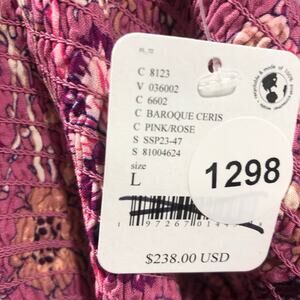 C 8123
V 036002
C 6602
C BAROQUE CERIS
C PINK/ROSE
S SSP23-47
S 81004624
size
L
1298
$238.00 USD